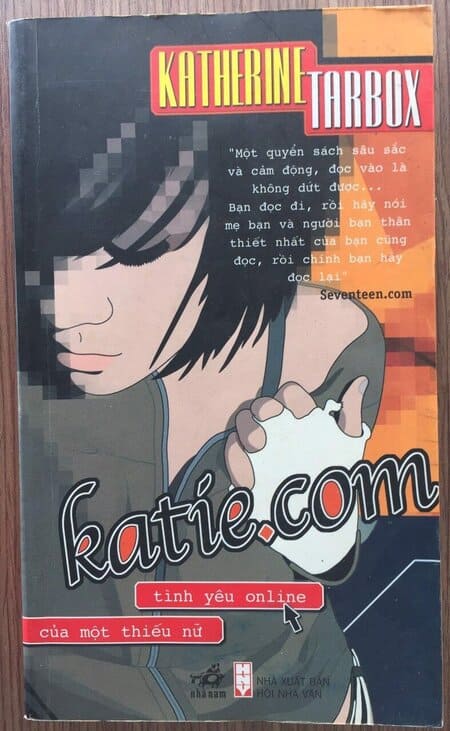 KATHERINE
TARBOX
"Một quyển sách sâu sắc
và cảm động, đọc vào là
không dứt được...
Bạn đọc đi, rồi hãy nói
mẹ bạn và người bạn thân
thiết nhất của bạn cũng
đọc, rồi chính bạn hãy
đọc lại"
Seventeen.com
katie.com
tình yêu online
của một thiếu nữ
nhã nam
HNV
NHÀ XUẤT BẢN
HỘI NHÀ VĂN